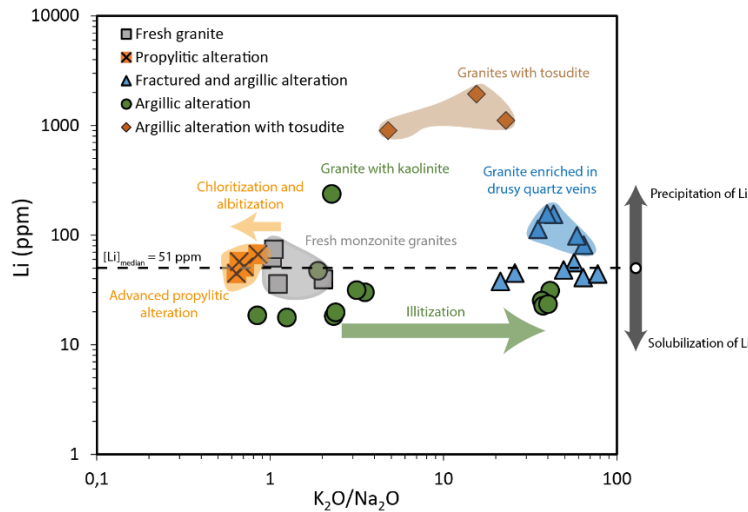 10000
1000
100
10
1
Li (ppm)
Fresh granite
Propylitic alteration
Fractured and argillic alteration
Argillic alteration
Argillic alteration with tosudite
Granites with tosudite
Granite with kaolinite
Granite enriched in
drusy quartz veins
Chloritization and
albitization
Precipitation of Li
Fresh monzonite granites
[Li]median = 51 ppm
Advanced propylitic
alteration
Illitization
Solubilization of Li
0,1
1
10
100
K2O/Na2O